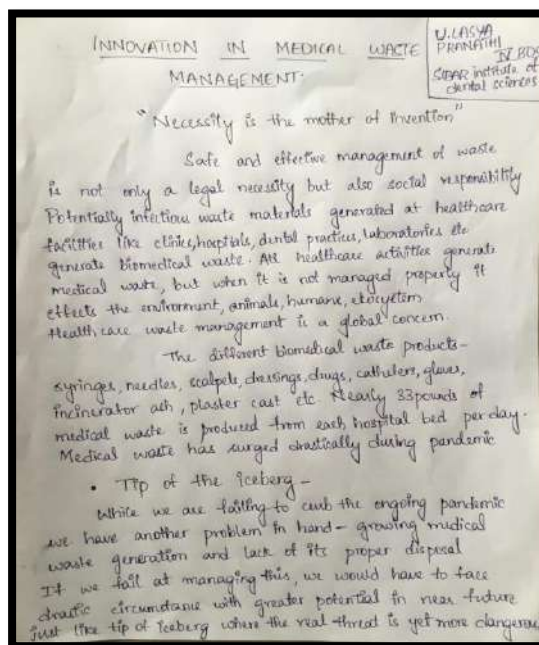 INNOVATION IN MEDICAL WASTE
MANAGEMENT.
U.LASYA
PRANATHI
IV BDS
SIBAR institute of
dental sciences
"Necessity is the mother of invention"
Safe and effective management of waste
is not only a legal necessity but also social responsibility
Potentially infectious waste materials generated at healthcare
facilities like clinics, hosptials, dental practices, laboratories etc
generate biomedical waste. All healthcare activities generate
medical waste, but when it is not managed properly it
effects the environment, animals, humans, ekocystem
Health care waste management is a global concern.
The different biomedical waste products-
syringes, needles, scalpels, dressings, drugs, catheters, gloves,
incinerator ash, plaster cast etc. Nearly 33 pounds of
medical waste is produced from each hospital bed per day.
Medical waste has surged drastically during pandemic
• Tip of the iceberg -
While we are failing to curb the ongoing pandemic
we have another problem in hand - growing medical
waste generation and lack of its proper disposal
If we fail at managing this, we would have to face
drastic circumstanse with greater potential in near future
just like tip of iceberg where the real threat is yet more dangerous